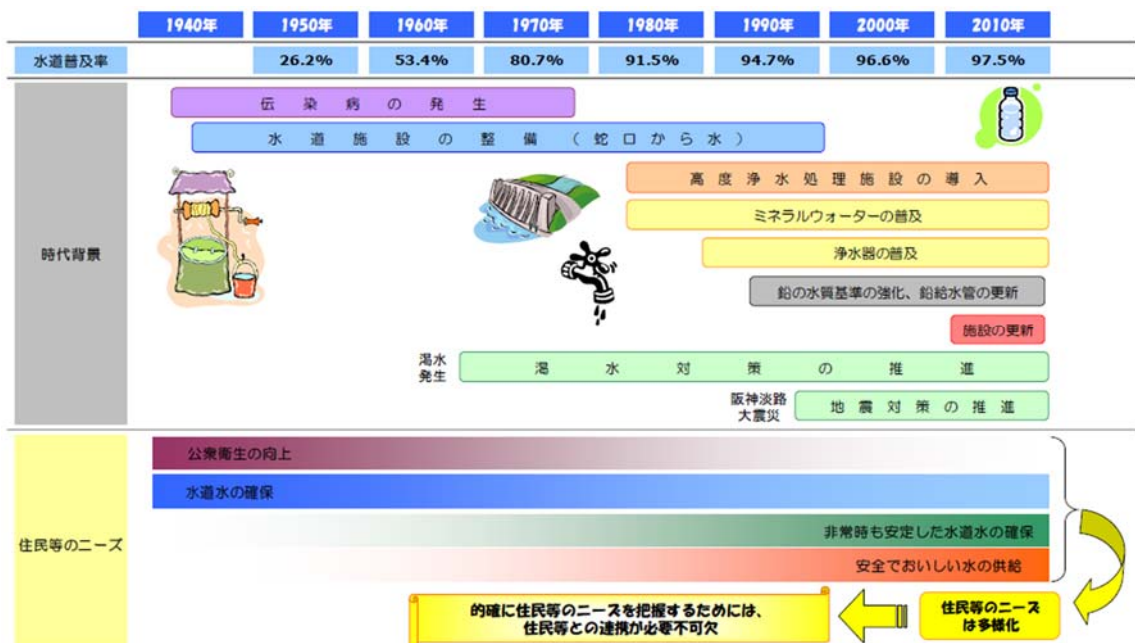 1940年 1950年 1960年 1970年 1980年 1990年 2000年 2010年
水道普及率 26.2% 53.4% 80.7% 91.5% 94.7% 96.6% 97.5%
時代背景
伝染病の発生
水道施設の整備（蛇口から水）
高度浄水処理施設の導入
ミネラルウォーターの普及
浄水器の普及
鉛の水質基準の強化、鉛給水管の更新
施設の更新
渇水
発生
渇水対策の推進
阪神淡路
大震災
地震対策の推進
住民等のニーズ
公衆衛生の向上
水道水の確保
非常時も安定した水道水の確保
安全でおいしい水の供給
的確に住民等のニーズを把握するためには、
住民等との連携が必要不可欠
住民等のニーズ
は多様化